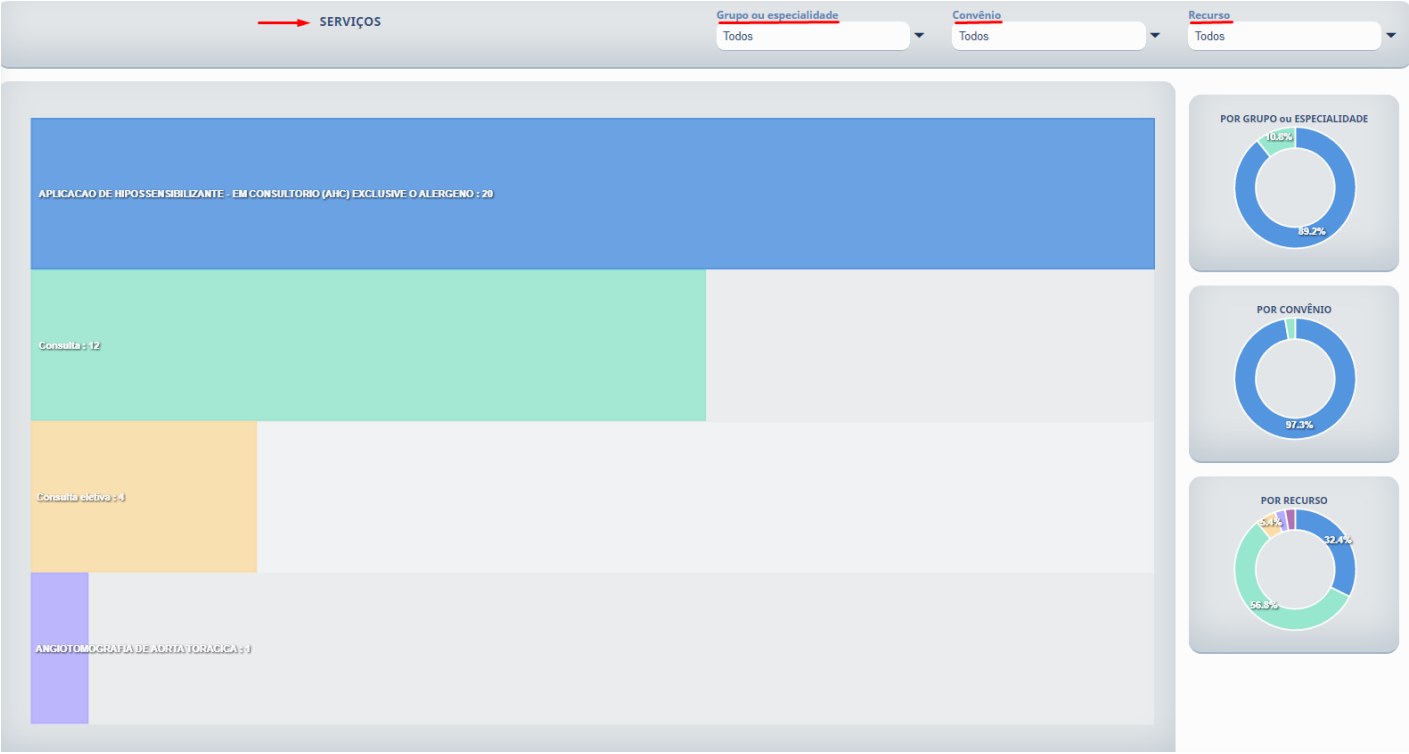 SERVIÇOS
Grupo ou especialidade
Todos
Convênio
Todos
Recurso
Todos
APLICACAO DE HIPOSSENSIBILIZANTE - EM CONSULTORIO (AHC) EXCLUSIVE O ALERGENO : 20
Consulta : 12
Consulta eletiva : 4
ANGIOTOMOGRAFIA DE AORTA TORACICA : 1
POR GRUPO ou ESPECIALIDADE
10.8%
89.2%
POR CONVÊNIO
97.3%
POR RECURSO
5.4%
32.4%
56.8%